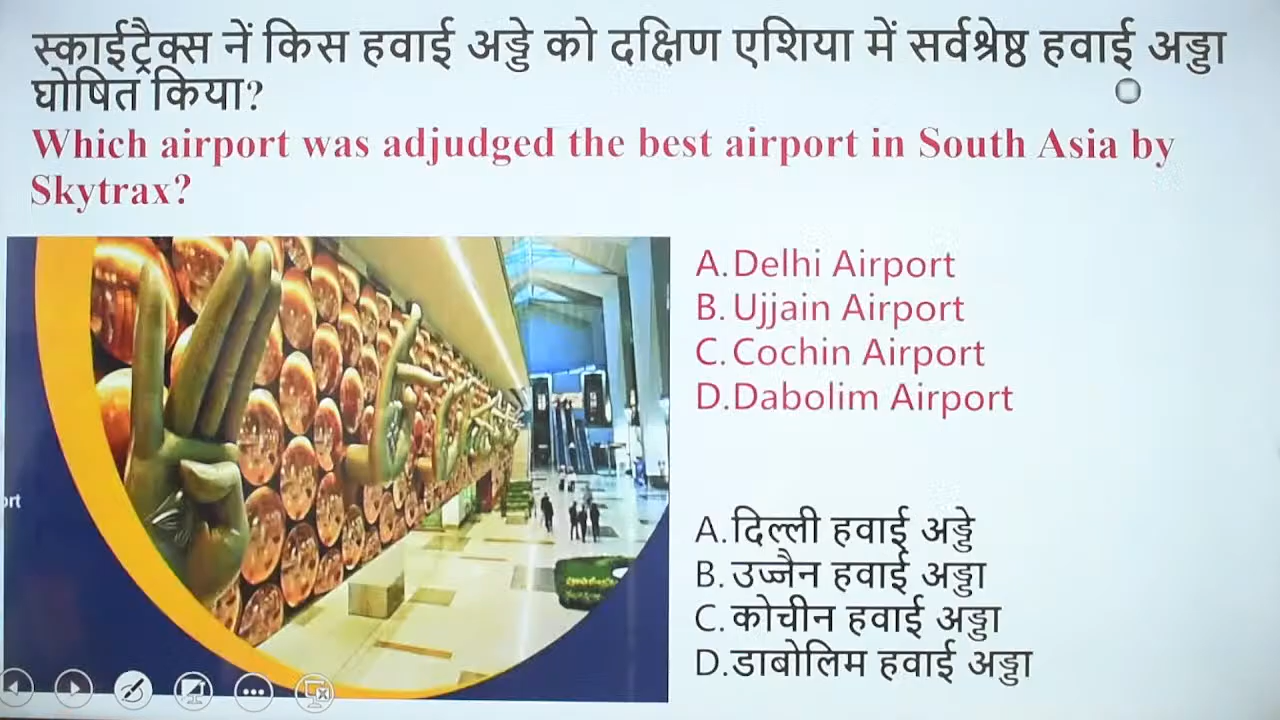 स्काईट्रैक्स नें किस हवाई अड्डे को दक्षिण एशिया में सर्वश्रेष्ठ हवाई अड्डा
घोषित किया?
Which airport was adjudged the best airport in South Asia by
Skytrax?
A.Delhi Airport
B.Ujjain Airport
C.Cochin Airport
D.Dabolim Airport
ort
A.दिल्ली हवाई अड्डे
B.उज्जैन हवाई अड्डा
C.कोचीन हवाई अड्डा
D.डाबोलिम हवाई अड्डा